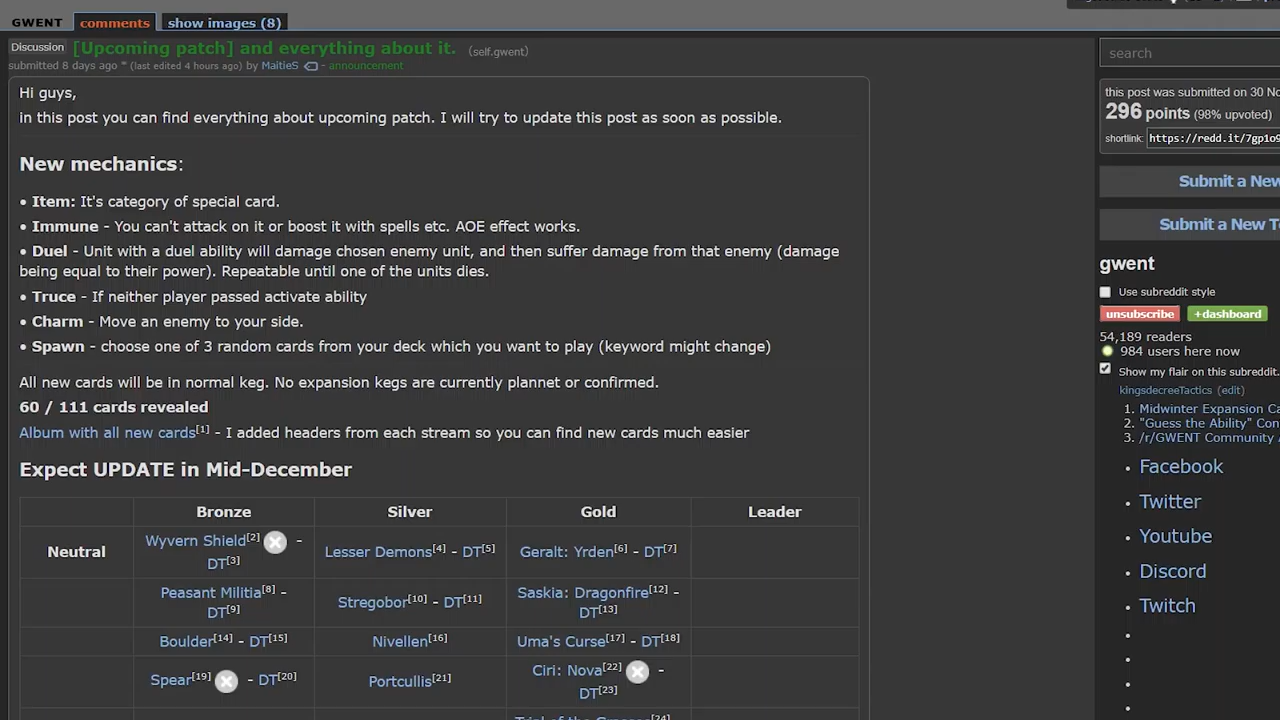 GWENT comments show images (8)
Discussion [Upcoming patch] and everything about it. (self.gwent)
submitted 8 days ago * (last edited 4 hours ago) by MaitieS - announcement
Hi guys,
in this post you can find everything about upcoming patch. I will try to update this post as soon as possible.
New mechanics:
• Item: It's category of special card.
• Immune - You can't attack on it or boost it with spells etc. AOE effect works.
• Duel - Unit with a duel ability will damage chosen enemy unit, and then suffer damage from that enemy (damage
being equal to their power). Repeatable until one of the units dies.
• Truce - If neither player passed activate ability
• Charm - Move an enemy to your side.
• Spawn - choose one of 3 random cards from your deck which you want to play (keyword might change)
All new cards will be in normal keg. No expansion kegs are currently plannet or confirmed.
60 / 111 cards revealed
Album with all new cards[1] - I added headers from each stream so you can find new cards much easier
Expect UPDATE in Mid-December
Bronze Silver Gold Leader
Neutral
Wyvern Shield[2] -
DT[3]
Lesser Demons[4] - DT[5]
Geralt: Yrden[6] - DT[7]
Peasant Militia[8] -
DT[9]
Stregobor[10] - DT[11]
Saskia: Dragonfire[12] -
DT[13]
Boulder[14] - DT[15]
Nivellen[16]
Uma's Curse[17] - DT[18]
Spear[19] - DT[20]
Portcullis[21]
Ciri: Nova[22] -
DT[23]
search
this post was submitted on 30 No
296 points (98% upvoted)
shortlink: https://redd.it/7gp1o9
Submit a New
Submit a New T
gwent
Use subreddit style
unsubscribe +dashboard
54,189 readers
984 users here now
Show my flair on this subreddit.
kingsdecreeTactics (edit)
1. Midwinter Expansion Ca
2. "Guess the Ability" Con
3. /r/GWENT Community
• Facebook
• Twitter
• Youtube
• Discord
• Twitch